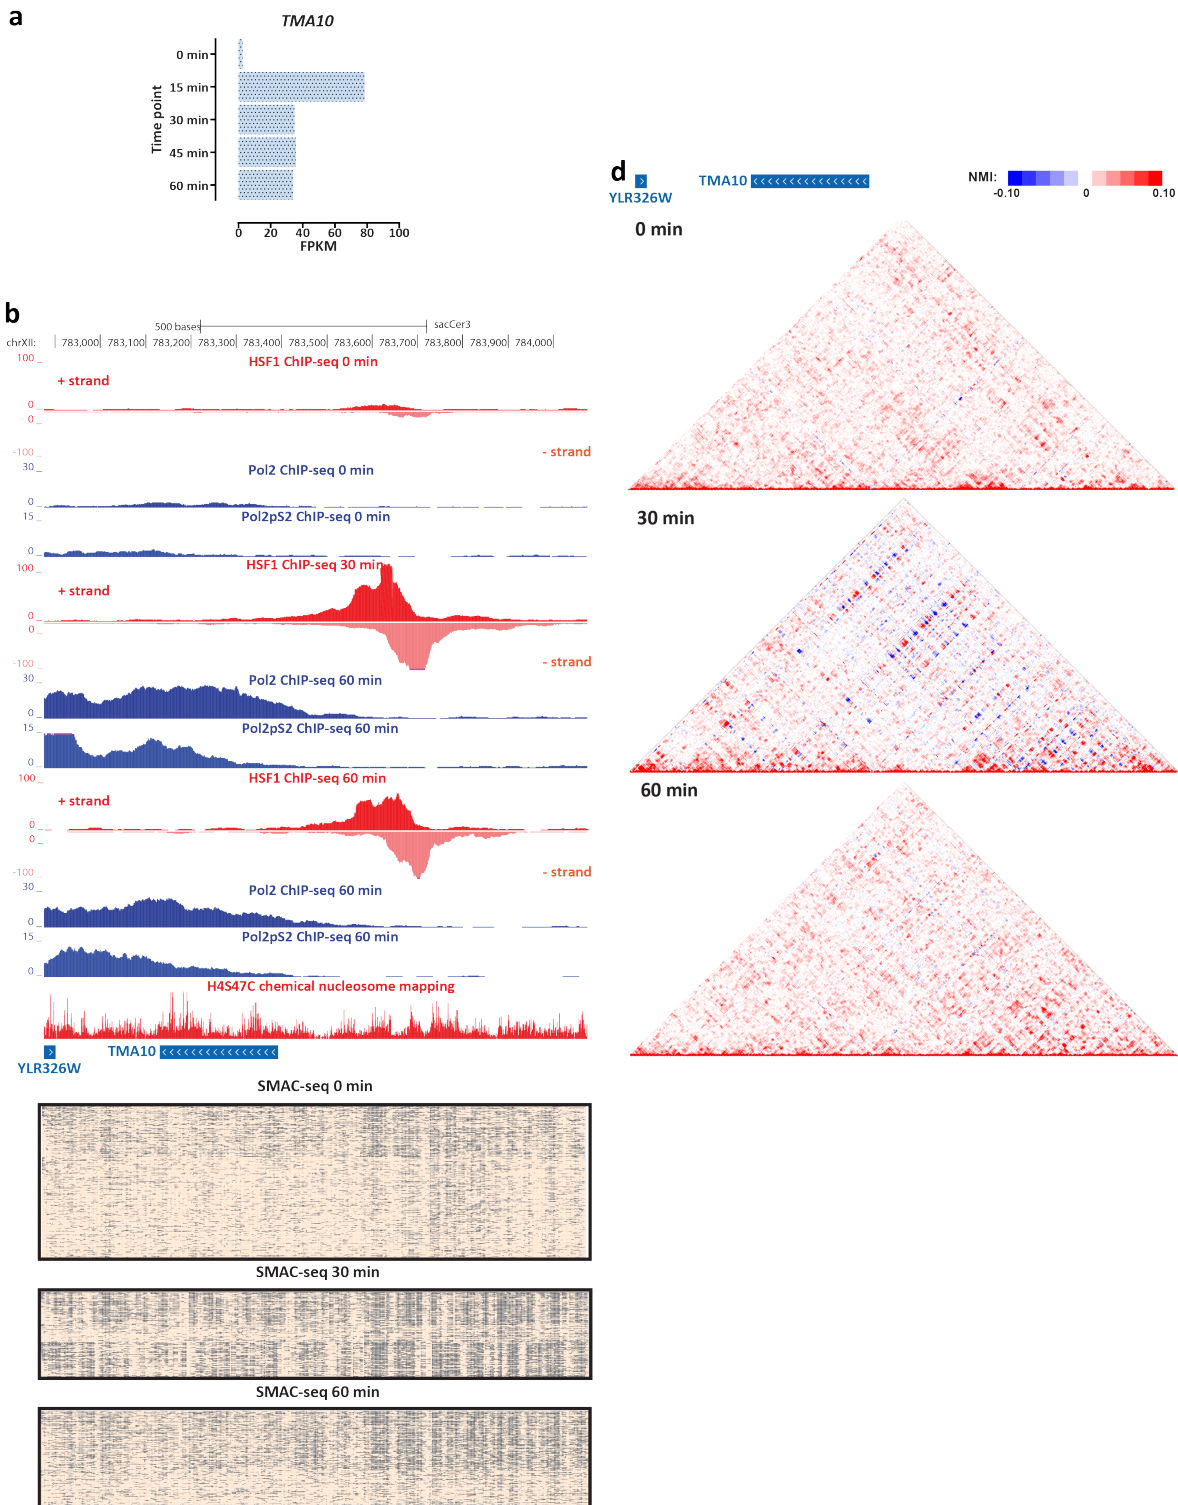 a
TMA10
Time point
0 min
15 min
30 min
45 min
60 min
0 20 40 60 80 100
FPKM
b
500 bases
sacCer3
chrXII:
783,000 783,100 783,200 783,300 783,400 783,500 783,600 783,700 783,800 783,900 784,000
HSF1 ChIP-seq 0 min
100
+ strand
0
0
-100
- strand
Pol2 ChIP-seq 0 min
30
0
Pol2pS2 ChIP-seq 0 min
15
0
HSF1 ChIP-seq 30 min
100
+ strand
0
0
-100
- strand
Pol2 ChIP-seq 60 min
30
0
Pol2pS2 ChIP-seq 60 min
15
0
HSF1 ChIP-seq 60 min
100
+ strand
0
0
-100
- strand
Pol2 ChIP-seq 60 min
30
0
Pol2pS2 ChIP-seq 60 min
15
0
H4S47C chemical nucleosome mapping
TMA10
YLR326W
SMAC-seq 0 min
SMAC-seq 30 min
SMAC-seq 60 min
d
YLR326W
TMA10
NMI:
-0.10 0 0.10
0 min
30 min
60 min